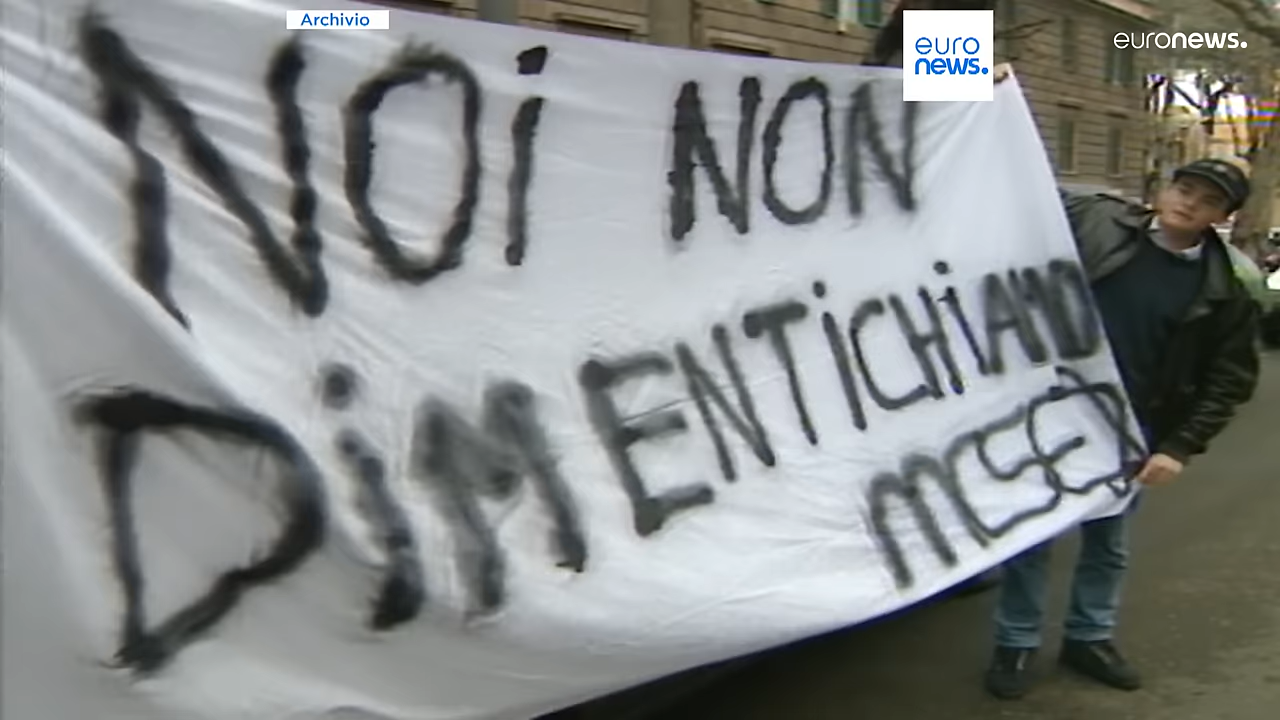 Archivio
euronews.
euro
news.
NOi NON
DiMENTiCHiAMO